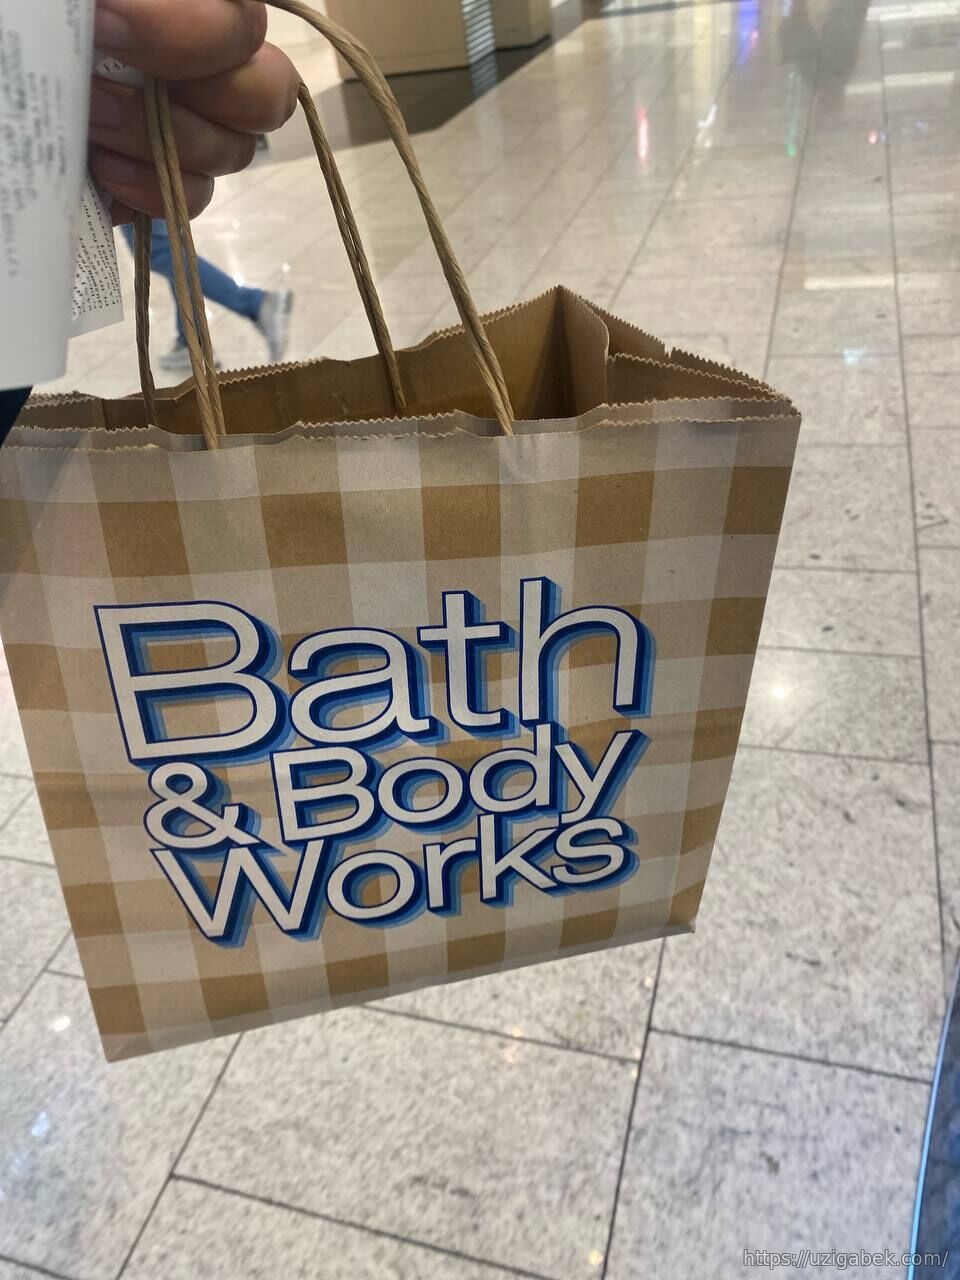 Bath
& Body
Works
https://uzigabek.com/